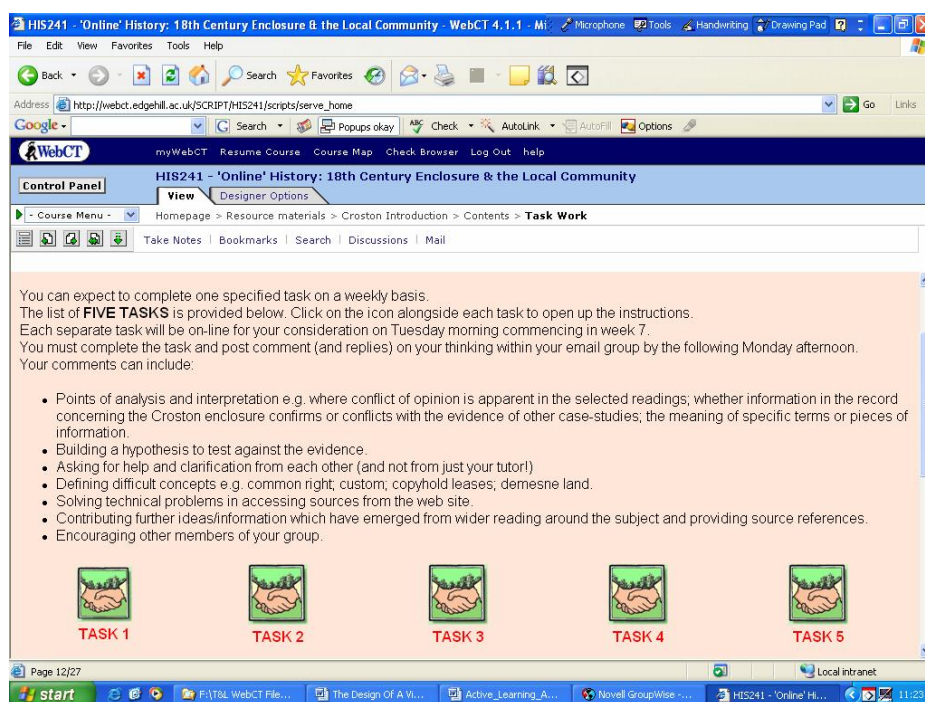 HIS241 - 'Online' History: 18th Century Enclosure & the Local Community - WebCT 4.1.1 - Mi
Microphone Tools Handwriting Drawing Pad
File Edit View Favorites Tools Help
Back Search Favorites
Address http://webct.edgehill.ac.uk/SCRIPT/HIS241/scripts/serve_home Go Links
Google Search Popups okay ABC Check AutoLink AutoFill Options
WebCT myWebCT Resume Course Course Map Check Browser Log Out help
Control Panel
HIS241 - 'Online' History: 18th Century Enclosure & the Local Community
View Designer Options
- Course Menu - Homepage > Resource materials > Croston Introduction > Contents > Task Work
Take Notes | Bookmarks | Search | Discussions | Mail
You can expect to complete one specified task on a weekly basis.
The list of FIVE TASKS is provided below. Click on the icon alongside each task to open up the instructions.
Each separate task will be on-line for your consideration on Tuesday morning commencing in week 7.
You must complete the task and post comment (and replies) on your thinking within your email group by the following Monday afternoon.
Your comments can include:
• Points of analysis and interpretation e.g. where conflict of opinion is apparent in the selected readings; whether information in the record
concerning the Croston enclosure confirms or conflicts with the evidence of other case-studies; the meaning of specific terms or pieces of
information.
• Building a hypothesis to test against the evidence.
• Asking for help and clarification from each other (and not from just your tutor!)
• Defining difficult concepts e.g. common right; custom; copyhold leases; demesne land.
• Solving technical problems in accessing sources from the web site.
• Contributing further ideas/information which have emerged from wider reading around the subject and providing source references.
• Encouraging other members of your group.
TASK 1 TASK 2 TASK 3 TASK 4 TASK 5
Page 12/27 Local intranet
start F:\T&L WebCT File... The Design Of A Vi... Active_Learning_A... Novell GroupWise -... HIS241 - 'Online' Hi... 11:23